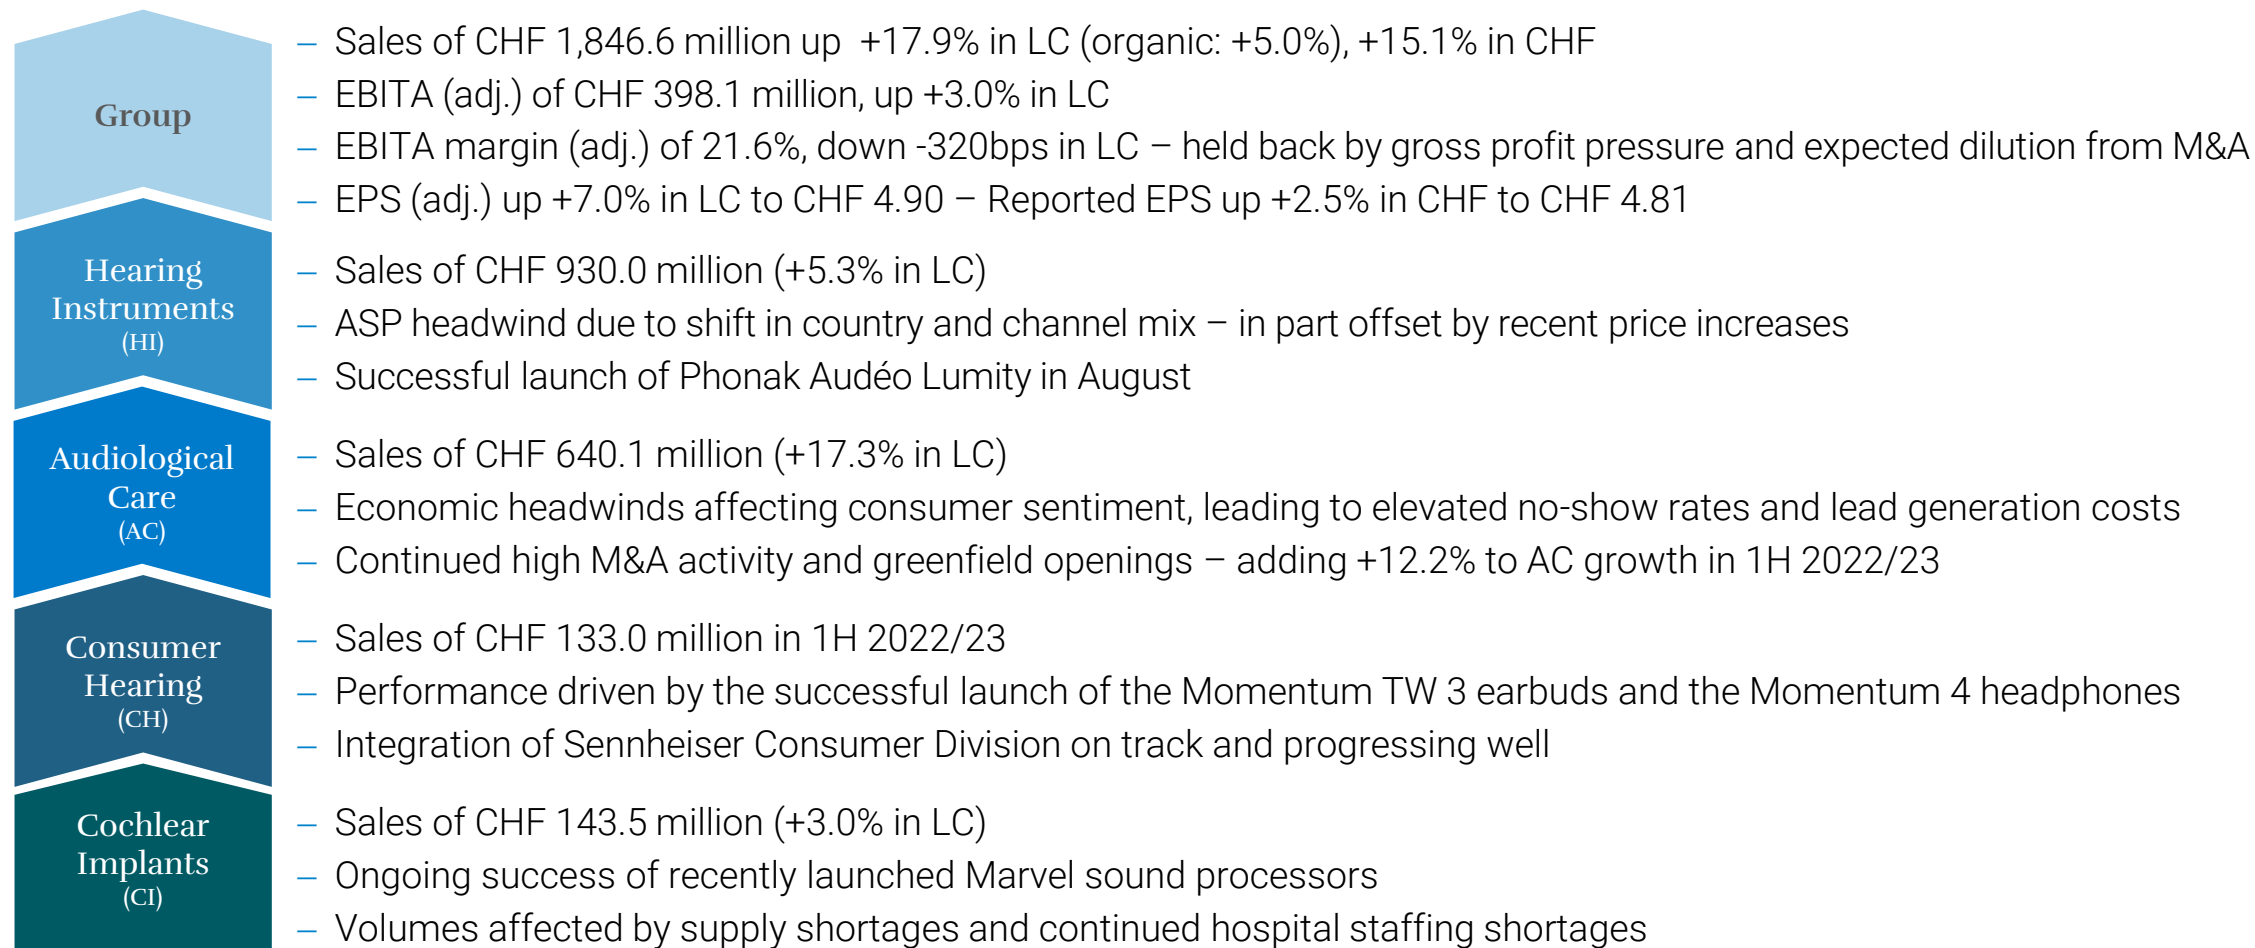 Group
– Sales of CHF 1,846.6 million up +17.9% in LC (organic: +5.0%), +15.1% in CHF
– EBITA (adj.) of CHF 398.1 million, up +3.0% in LC
– EBITA margin (adj.) of 21.6%, down -320bps in LC – held back by gross profit pressure and expected dilution from M&A
– EPS (adj.) up +7.0% in LC to CHF 4.90 – Reported EPS up +2.5% in CHF to CHF 4.81
Hearing
Instruments
(HI)
– Sales of CHF 930.0 million (+5.3% in LC)
– ASP headwind due to shift in country and channel mix – in part offset by recent price increases
– Successful launch of Phonak Audéo Lumity in August
Audiological
Care
(AC)
– Sales of CHF 640.1 million (+17.3% in LC)
– Economic headwinds affecting consumer sentiment, leading to elevated no-show rates and lead generation costs
– Continued high M&A activity and greenfield openings – adding +12.2% to AC growth in 1H 2022/23
Consumer
Hearing
(CH)
– Sales of CHF 133.0 million in 1H 2022/23
– Performance driven by the successful launch of the Momentum TW 3 earbuds and the Momentum 4 headphones
– Integration of Sennheiser Consumer Division on track and progressing well
Cochlear
Implants
(CI)
– Sales of CHF 143.5 million (+3.0% in LC)
– Ongoing success of recently launched Marvel sound processors
– Volumes affected by supply shortages and continued hospital staffing shortages